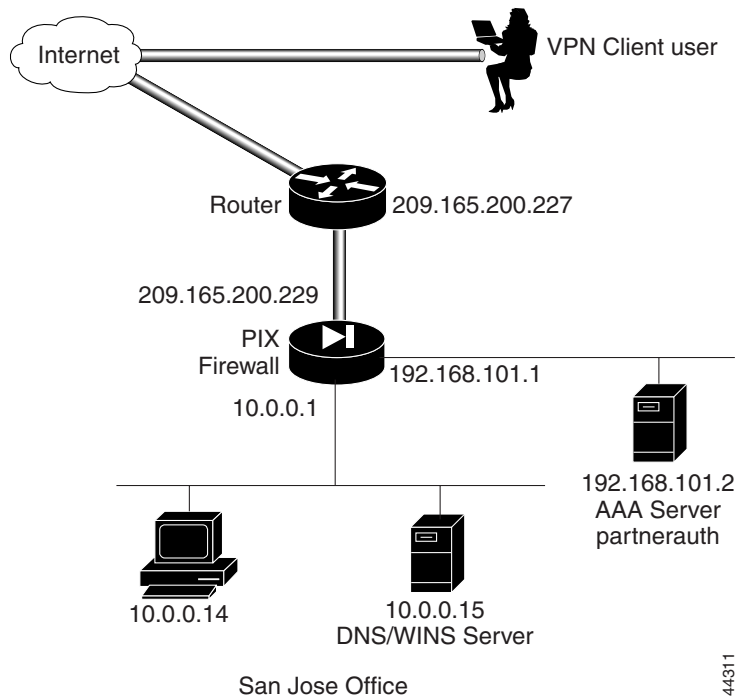 Internet
VPN Client user
Router
209.165.200.227
209.165.200.229
PIX
Firewall
192.168.101.1
10.0.0.1
192.168.101.2
AAA Server
partnerauth
10.0.0.14
10.0.0.15
DNS/WINS Server
San Jose Office
44311